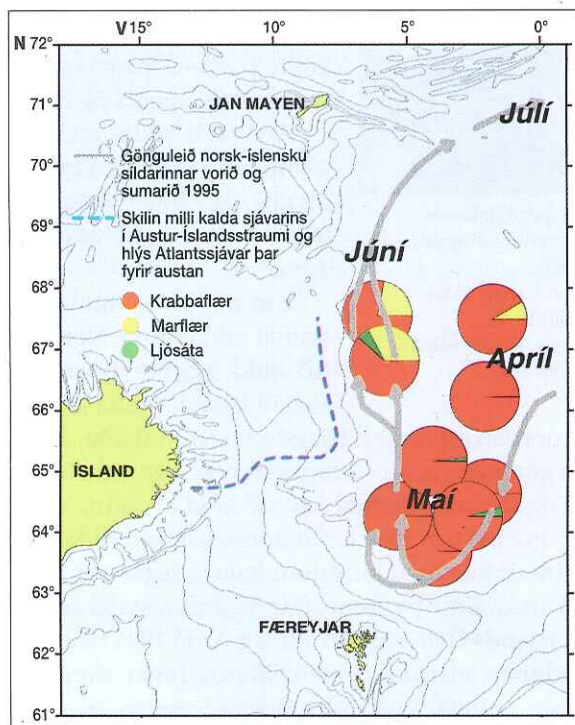 V 15° 10° 5° 0°
N 72°
71°
70°
69°
68°
67°
66°
65°
64°
63°
62°
61°
JAN MAYEN
Júlí
Gönguleið norsk-íslensku
síldarinnar vorið og
sumarið 1995
Skilin milli kalda sjávarins
í Austur-Íslandsstraumi og
hlýs Atlantssjávar þar
fyrir austan
Krabbaflær
Marflær
Ljósáta
Júní
Apríl
Maí
ÍSLAND
FÆREYJAR